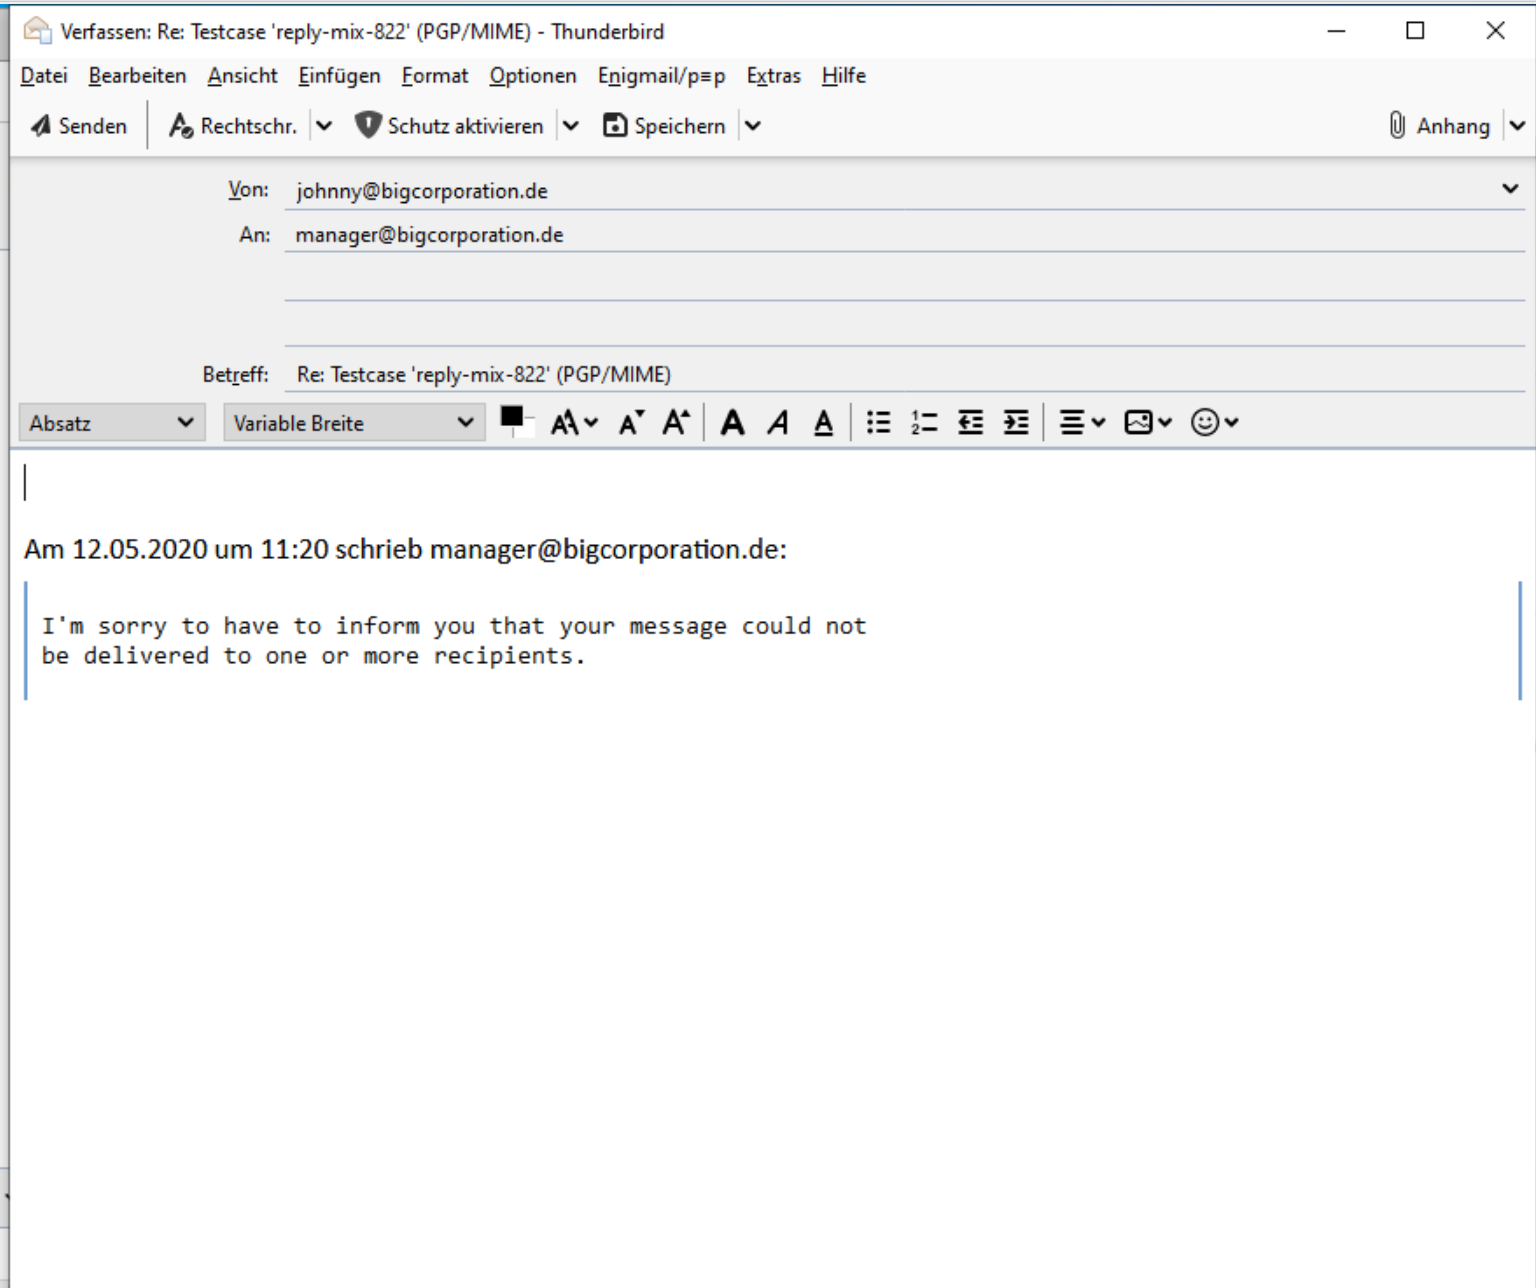 Verfassen: Re: Testcase 'reply-mix-822' (PGP/MIME) - Thunderbird
Datei Bearbeiten Ansicht Einfügen Format Optionen Enigmail/p≡p Extras Hilfe
Senden Rechtschr. Schutz aktivieren Speichern Anhang
Von: johnny@bigcorporation.de
An: manager@bigcorporation.de
Betreff: Re: Testcase 'reply-mix-822' (PGP/MIME)
Absatz Variable Breite
Am 12.05.2020 um 11:20 schrieb manager@bigcorporation.de:
I'm sorry to have to inform you that your message could not
be delivered to one or more recipients.